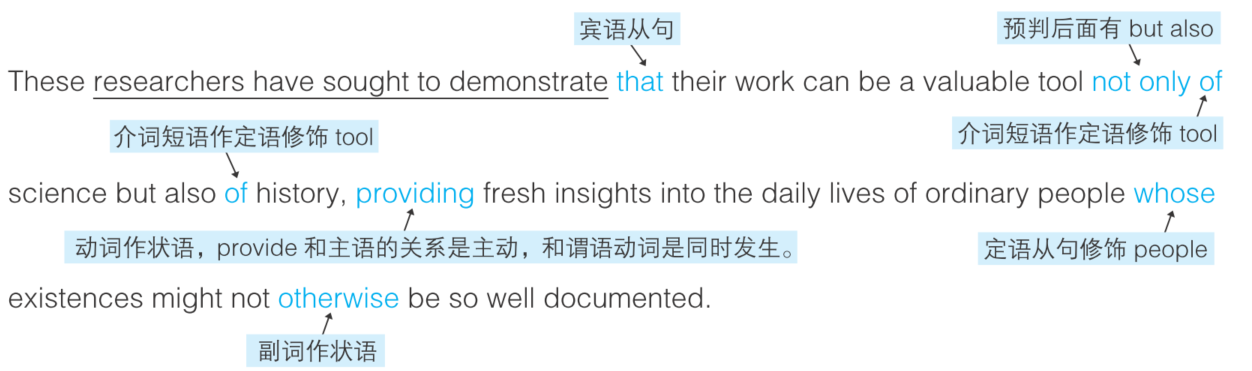 宾语从句
预判后面有 but also
These researchers have sought to demonstrate that their work can be a valuable tool not only of
介词短语作定语修饰 tool
介词短语作定语修饰 tool
science but also of history, providing fresh insights into the daily lives of ordinary people whose
动词作状语，provide 和主语的关系是主动，和谓语动词是同时发生。
定语从句修饰 people
existences might not otherwise be so well documented.
副词作状语